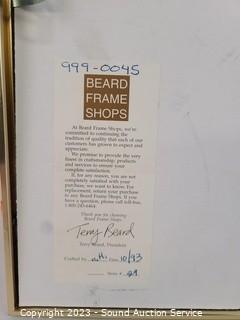 999-0045
BEARD
FRAME
SHOPS
At Beard Frame Shops, we're
committed to continuing the
tradition of quality that each of our
customers has grown to expect and
appreciate.
We promise to provide the very
finest in craftsmanship, products
and services to ensure your
complete satisfaction.
If, for any reason, you are not
completely satisfied with your
purchase, we want to know. For
replacement, return your purchase
to any Beard Frame Shops. If you
have a question, please call toll-free,
Thank you for choosing
Beard Frame Shops
Terry Beard
Terry Beard, President
Crafted by Date 10/93
Store #
Copyright 2023 - Sound Auction Service